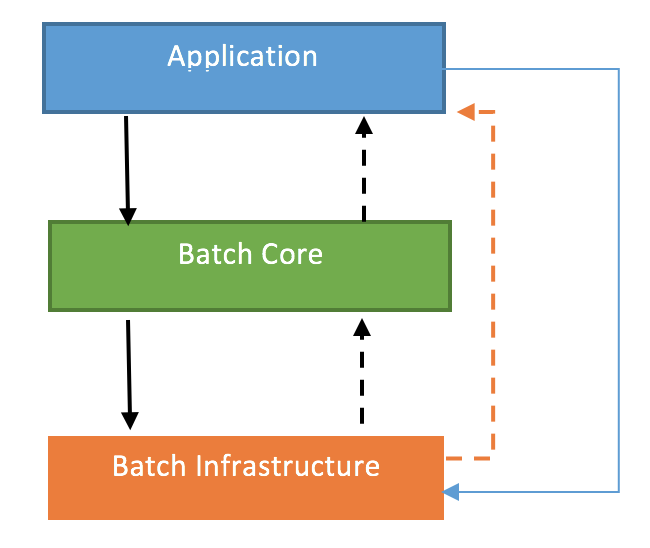 Application
Batch Core
Batch Infrastructure